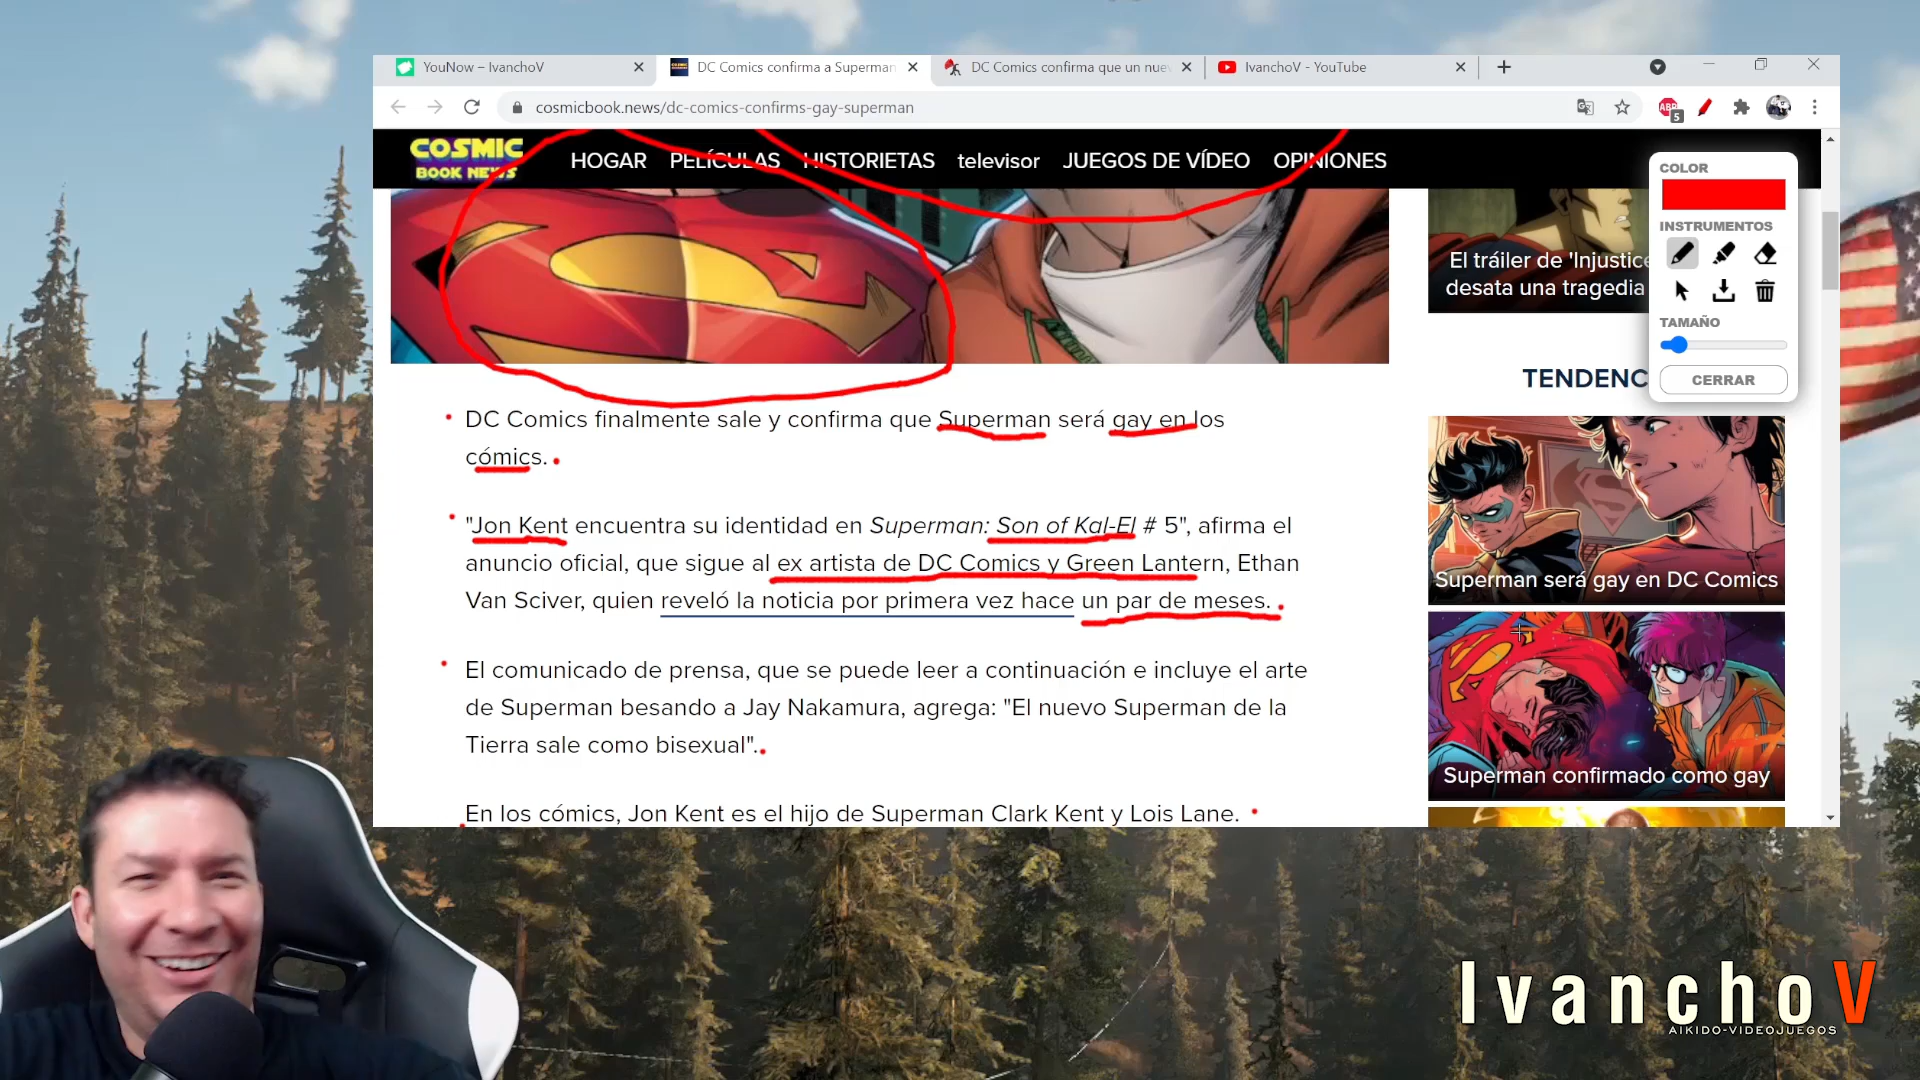 YouNow – IvanchoV
DC Comics confirma a Superman
DC Comics confirma que un nue
IvanchoV - YouTube
cosmicbook.news/dc-comics-confirms-gay-superman
ABP
5
COSMIC
BOOK NEWS
HOGAR PELÍCULAS HISTORIETAS televisor JUEGOS DE VÍDEO OPINIONES
COLOR
INSTRUMENTOS
TAMAÑO
CERRAR
El tráiler de 'Injustice
desata una tragedia
TENDENC
Superman será gay en DC Comics
Superman confirmado como gay
DC Comics finalmente sale y confirma que Superman será gay en los
cómics.
"Jon Kent encuentra su identidad en Superman: Son of Kal-El # 5", afirma el
anuncio oficial, que sigue al ex artista de DC Comics y Green Lantern, Ethan
Van Sciver, quien reveló la noticia por primera vez hace un par de meses.
El comunicado de prensa, que se puede leer a continuación e incluye el arte
de Superman besando a Jay Nakamura, agrega: "El nuevo Superman de la
Tierra sale como bisexual".
En los cómics, Jon Kent es el hijo de Superman Clark Kent y Lois Lane.
IvanchoV
AIKIDO-VIDEOJUEGOS